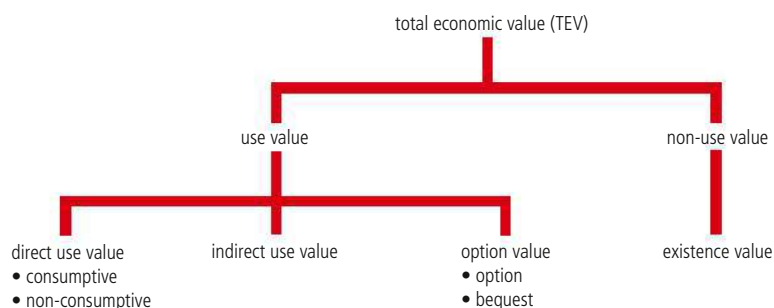 total economic value (TEV)
use value
non-use value
direct use value
• consumptive
• non-consumptive
indirect use value
option value
• option
• bequest
existence value